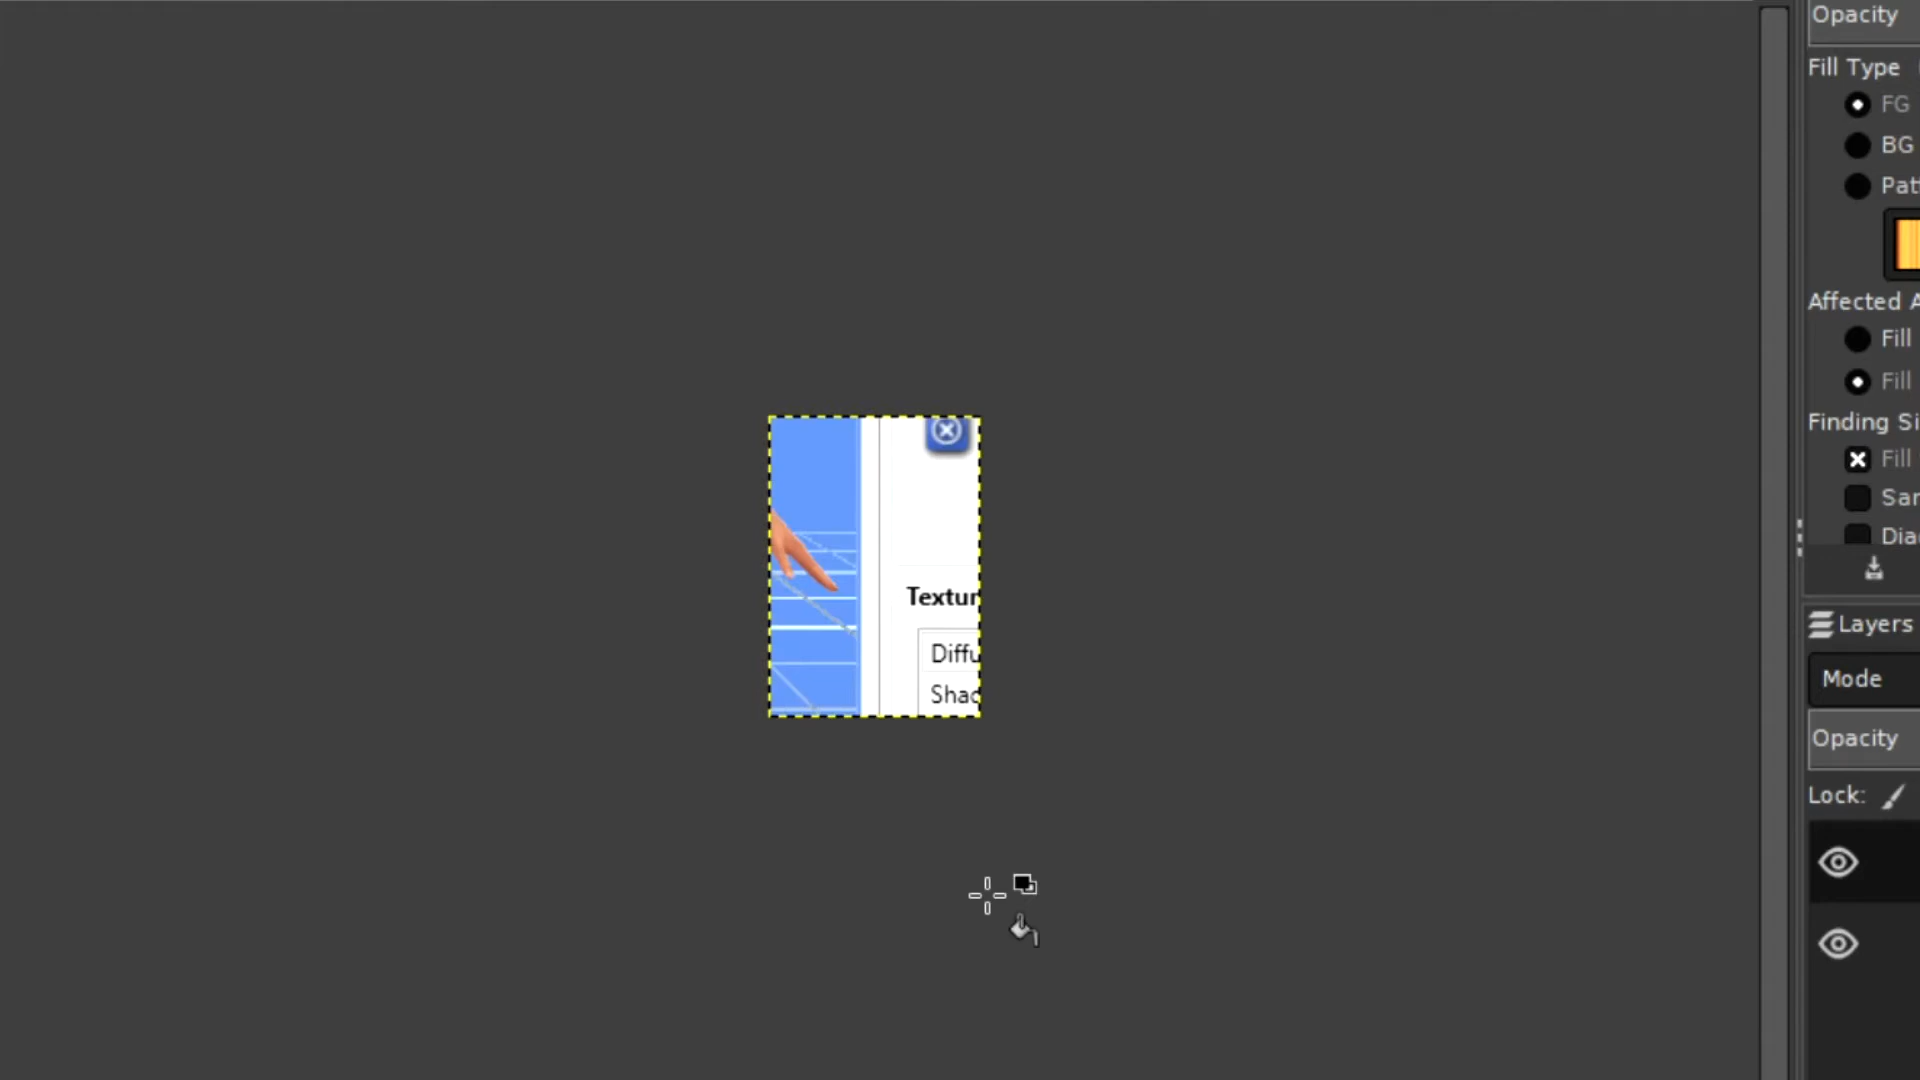 Opacity
Fill Type
FG
BG
Pat
Affected A
Fill
Fill
Finding Si
Fill
Sar
Dia
Textur
Diffu
Shad
Layers
Mode
Opacity
Lock: